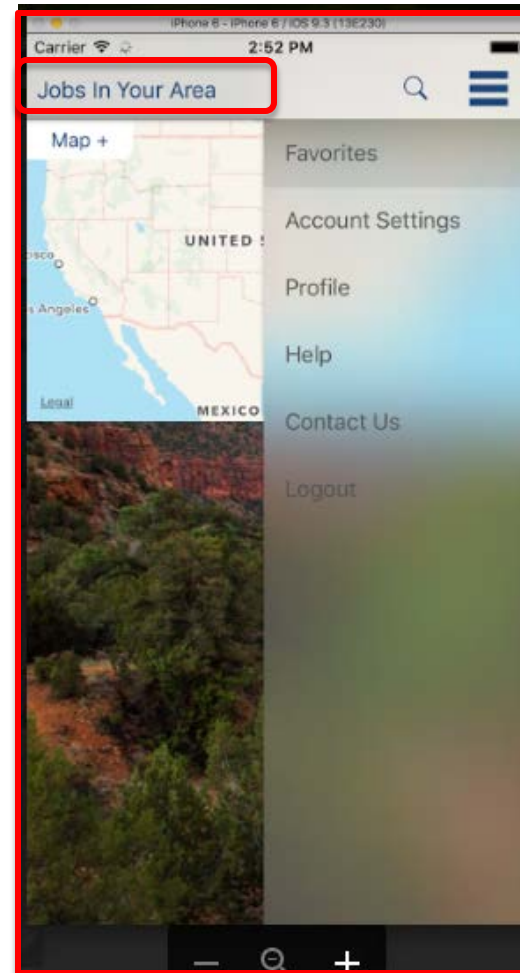 iPhone 6 - iPhone 6 / iOS 9.3 (13E230)
Carrier 2:52 PM
Jobs In Your Area
Map +
Favorites
Account Settings
UNITED
isco
s Angeles
Profile
Help
Legal
MEXICO
Contact Us
Logout